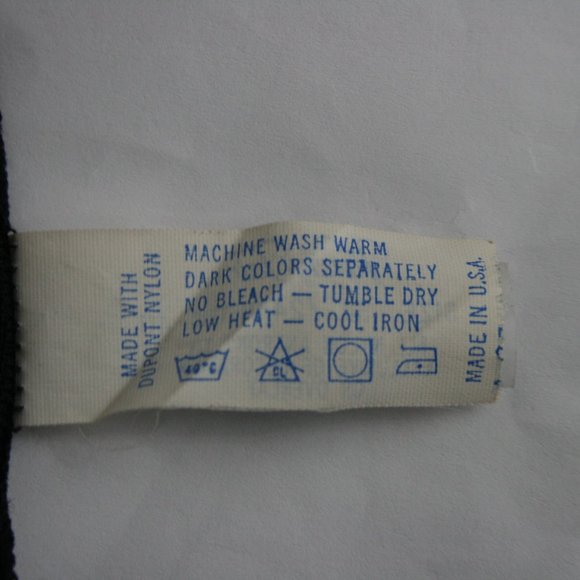 MADE WITH
DUPONT NYLON
MACHINE WASH WARM
DARK COLORS SEPARATELY
NO BLEACH — TUMBLE DRY
LOW HEAT — COOL IRON
40°C
CL
MADE IN U.S.A.